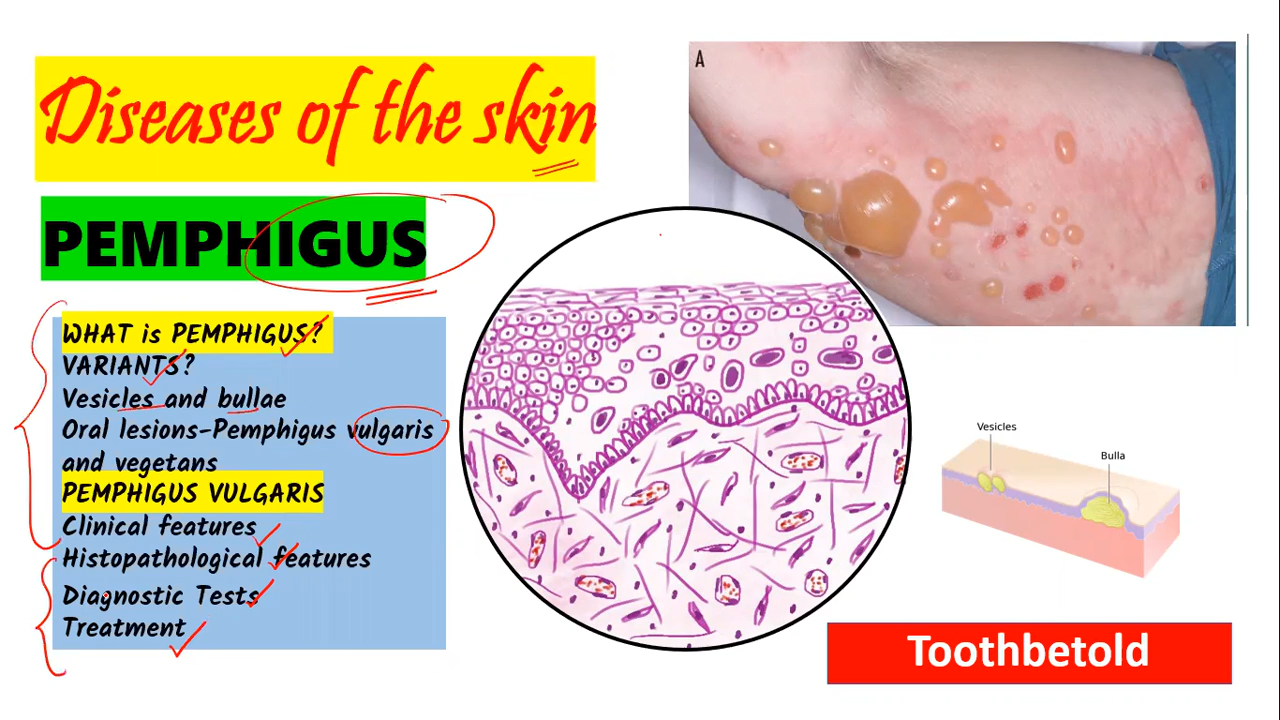 Diseases of the skin
PEMPHIGUS
WHAT is PEMPHIGUS?
VARIANTS?
Vesicles and bullae
Oral lesions-Pemphigus vulgaris
and vegetans
PEMPHIGUS VULGARIS
Clinical features
Histopathological features
Diagnostic Tests
Treatment
A
Vesicles
Bulla
Toothbetold